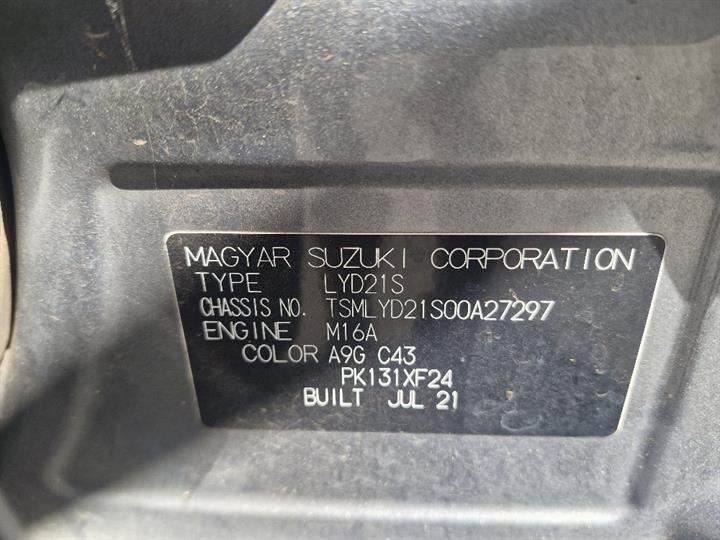 MAGYAR SUZUKI CORPORATION
TYPE LYD21S
CHASSIS NO. TSMLYD21S00A27297
ENGINE M16A
COLOR A9G C43
PK131XF24
BUILT JUL 21